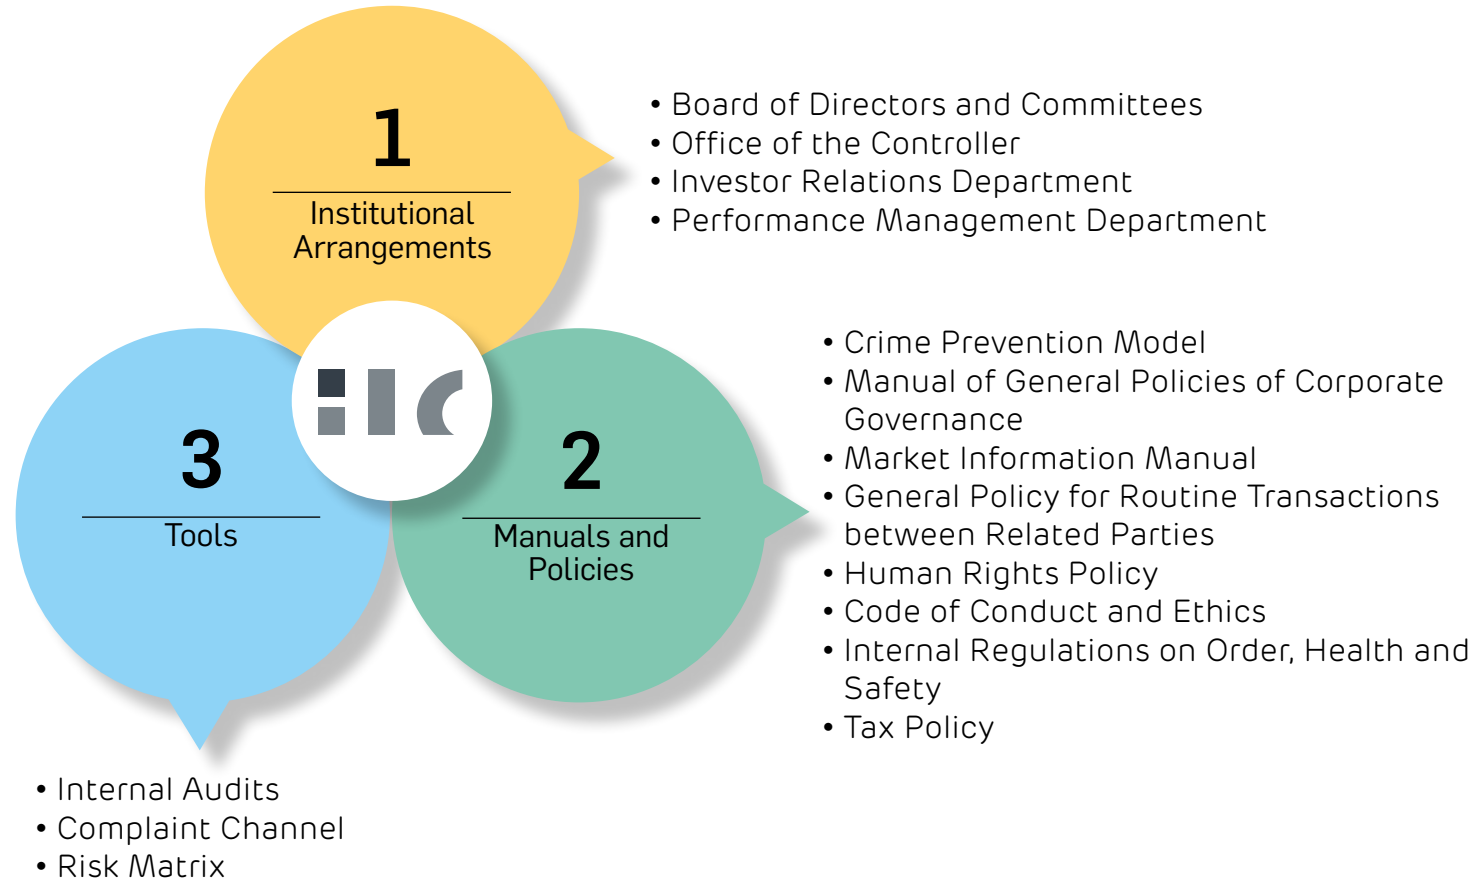 1
Institutional
Arrangements
• Board of Directors and Committees
• Office of the Controller
• Investor Relations Department
• Performance Management Department
2
Manuals and
Policies
• Crime Prevention Model
• Manual of General Policies of Corporate
Governance
• Market Information Manual
• General Policy for Routine Transactions
between Related Parties
• Human Rights Policy
• Code of Conduct and Ethics
• Internal Regulations on Order, Health and
Safety
• Tax Policy
3
Tools
• Internal Audits
• Complaint Channel
• Risk Matrix